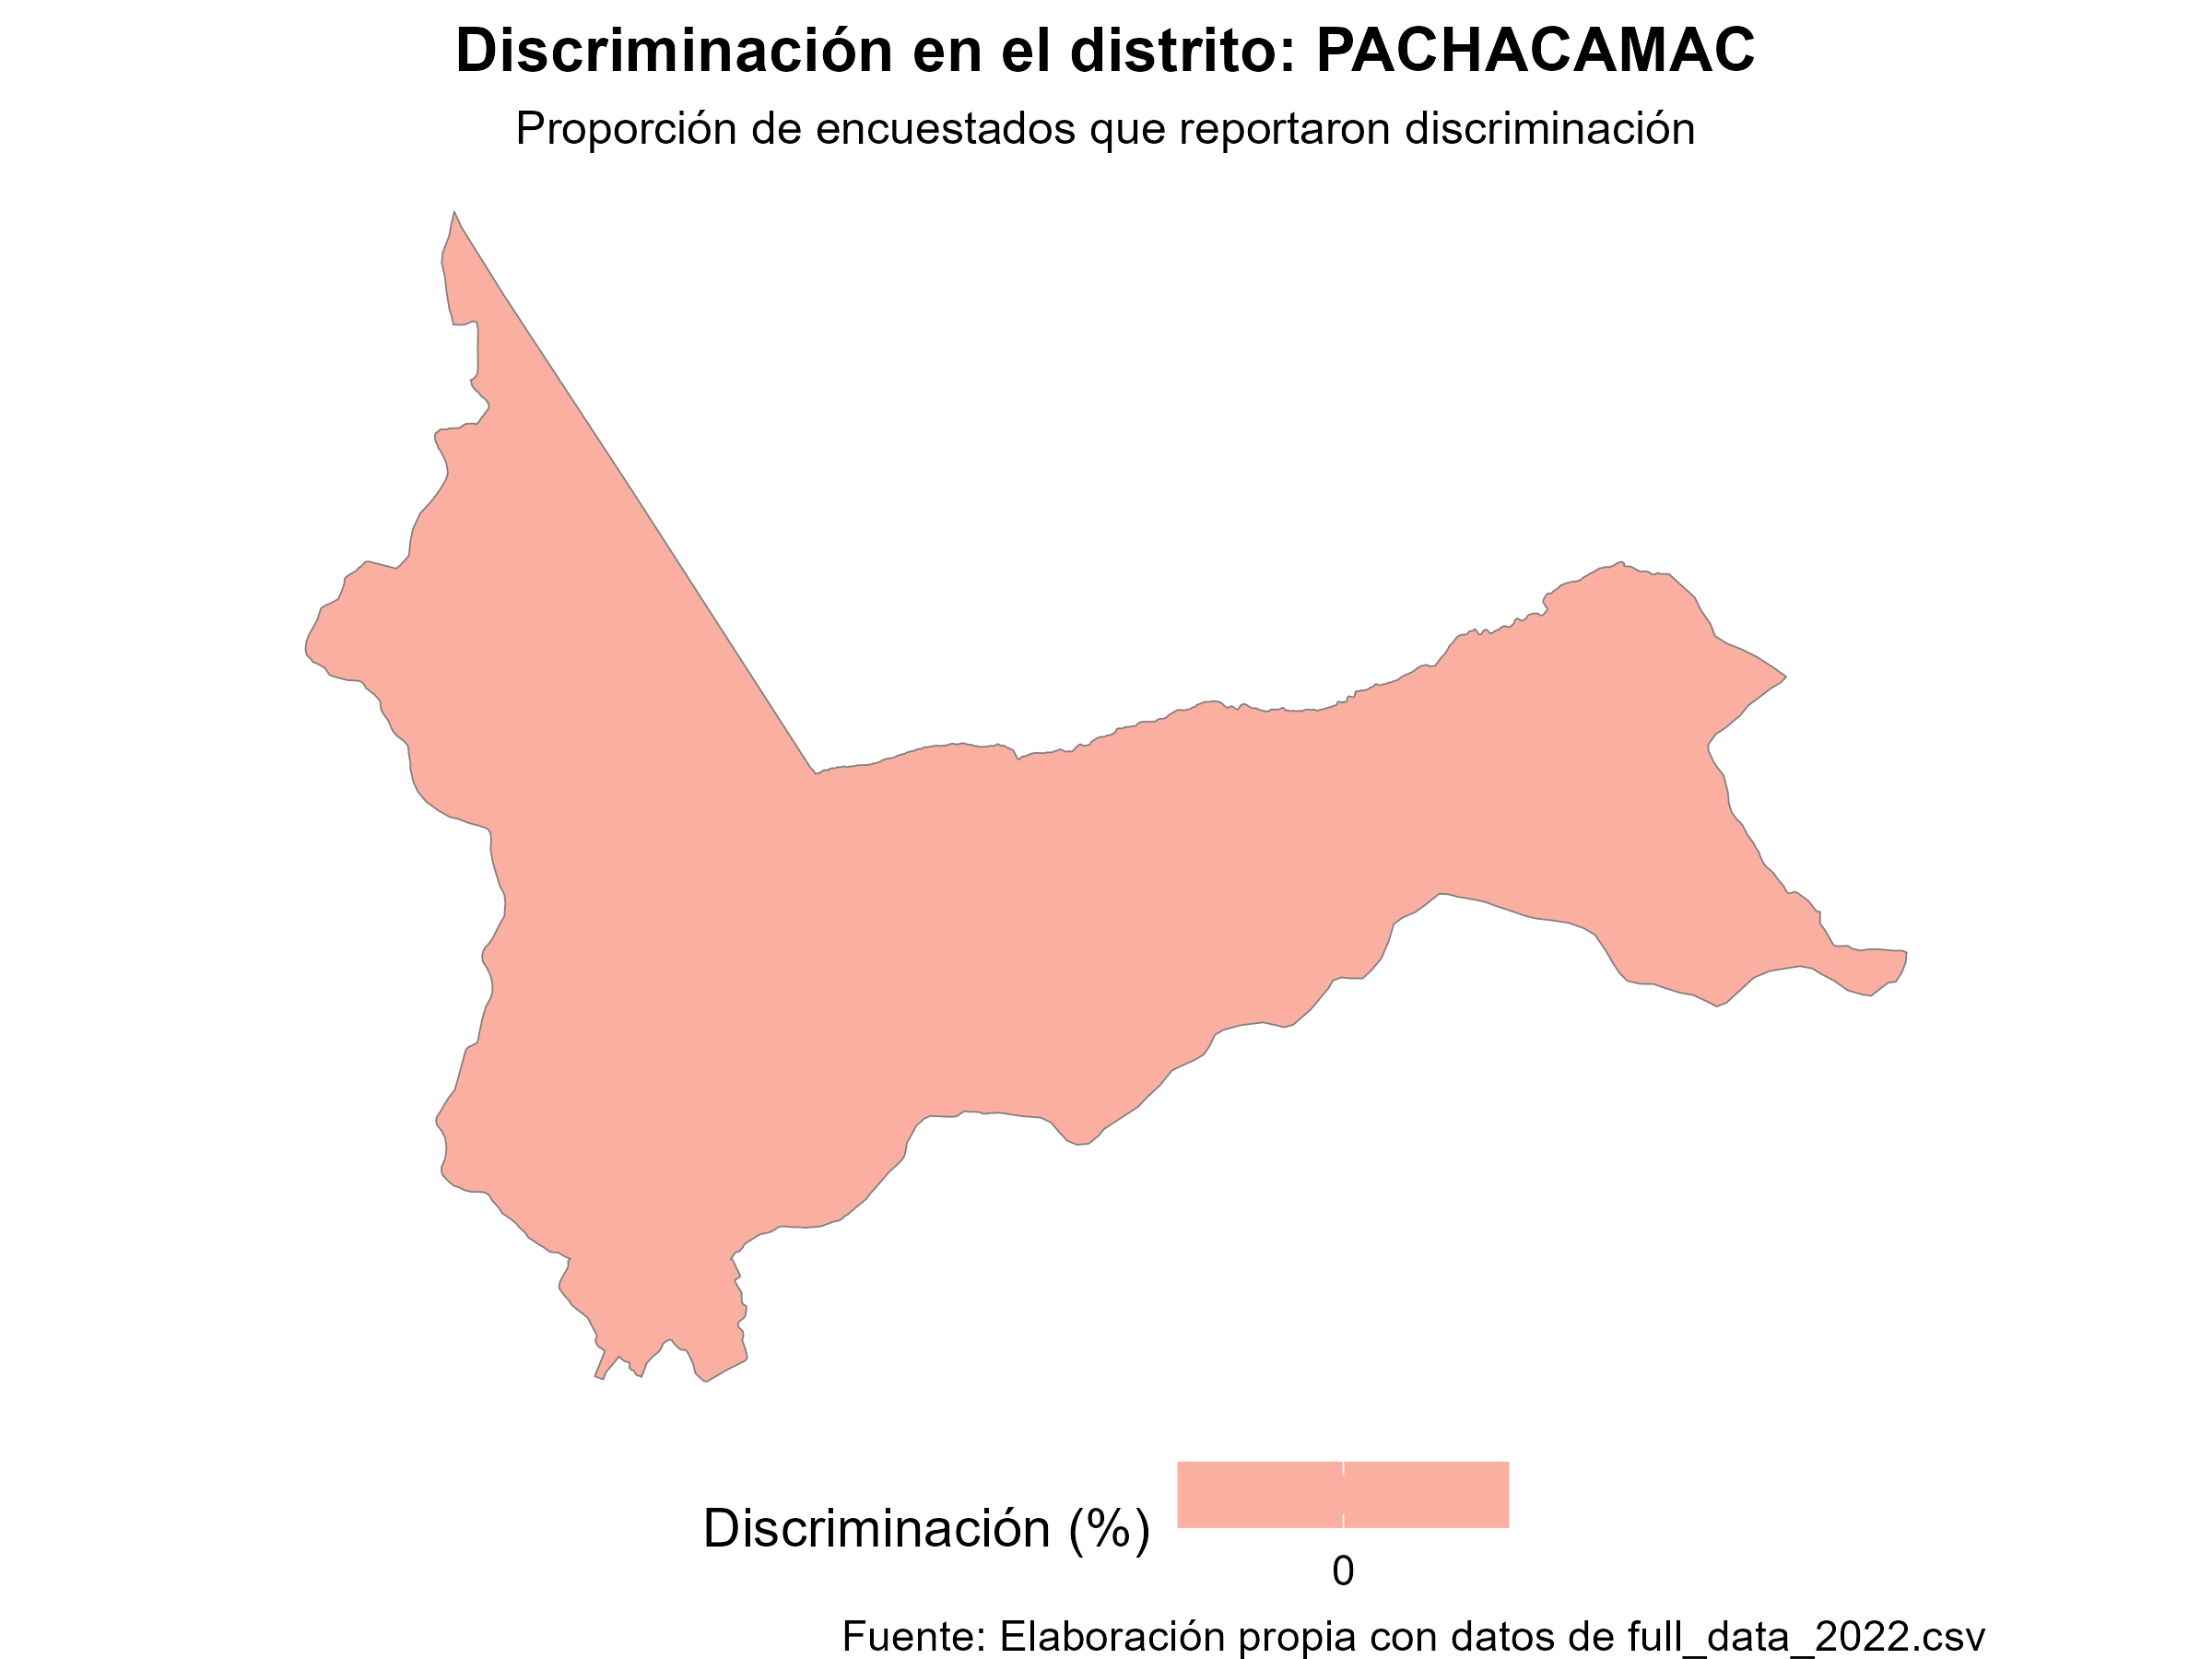 Discriminación en el distrito: PACHACAMAC
Proporción de encuestados que reportaron discriminación
Discriminación (%)
0
Fuente: Elaboración propia con datos de full_data_2022.csv